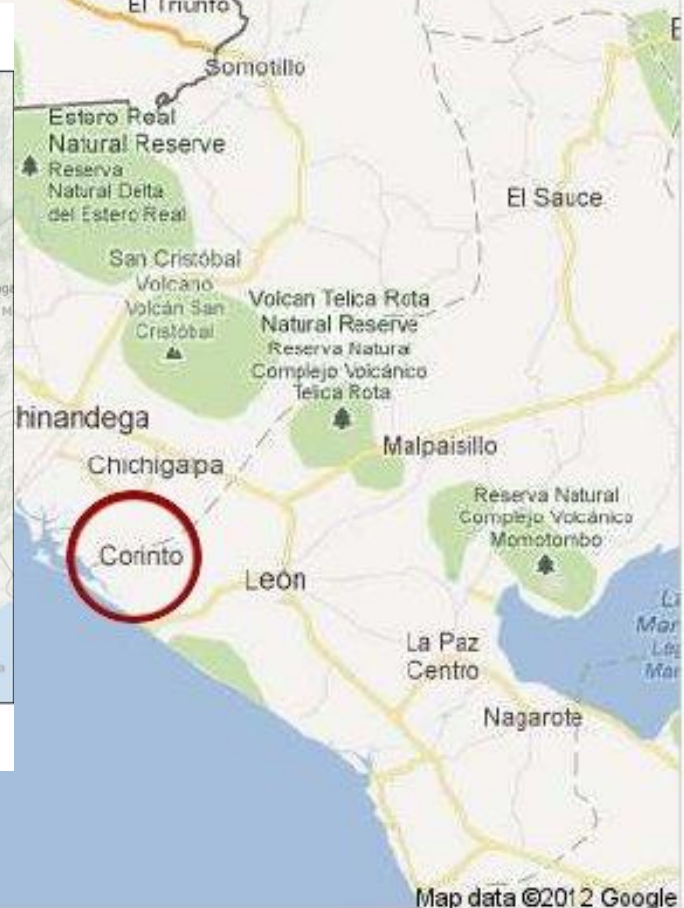 El Triunfo
Somotillo
Estero Real
Natural Reserve
Reserva
Natural Delta
del Estero Real
El Sauce
San Cristóbal
Volcano
Volcán San
Cristóbal
Volcan Telica Rota
Natural Reserve
Reserva Natural
Complejo Volcánico
Telica Rota
hinandega
Malpaisillo
Chichigalpa
Reserva Natural
Complejo Volcánico
Momotombo
Corinto
León
La Paz
Centro
Nagarote
Map data ©2012 Google